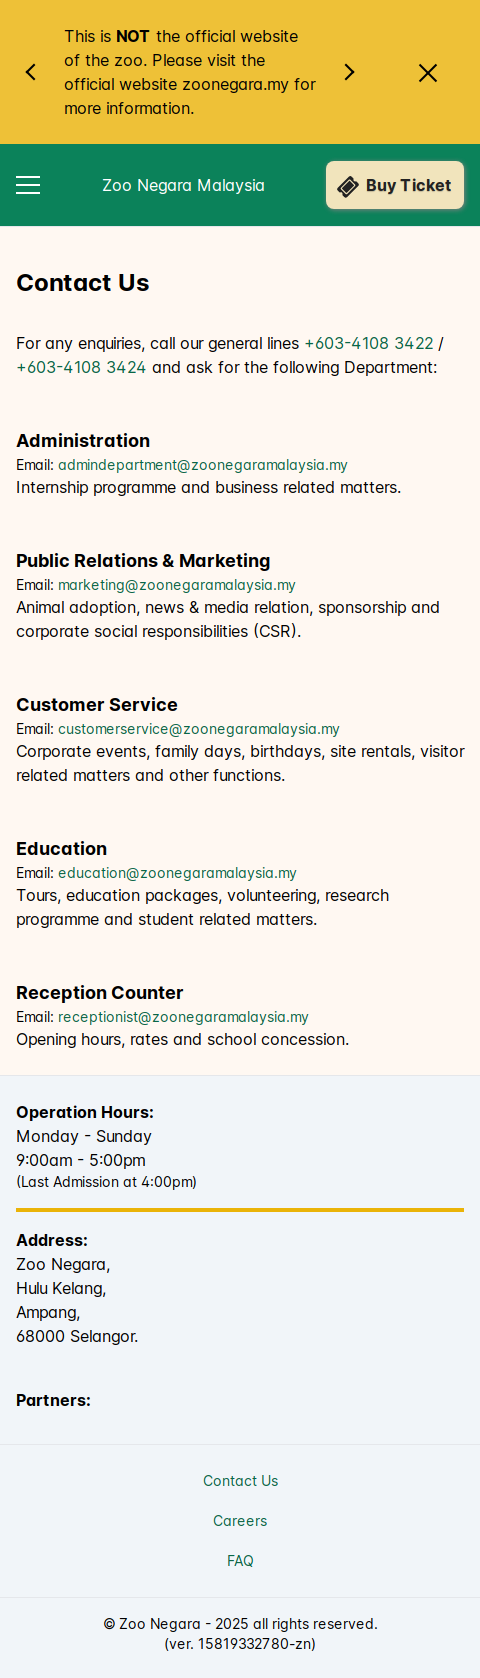 This is NOT the official website
of the zoo. Please visit the
official website zoonegara.my for
more information.
Zoo Negara Malaysia
Buy Ticket
Contact Us
For any enquiries, call our general lines +603-4108 3422 /
+603-4108 3424 and ask for the following Department:
Administration
Email: admindepartment@zoonegaramalaysia.my
Internship programme and business related matters.
Public Relations & Marketing
Email: marketing@zoonegaramalaysia.my
Animal adoption, news & media relation, sponsorship and
corporate social responsibilities (CSR).
Customer Service
Email: customerservice@zoonegaramalaysia.my
Corporate events, family days, birthdays, site rentals, visitor
related matters and other functions.
Education
Email: education@zoonegaramalaysia.my
Tours, education packages, volunteering, research
programme and student related matters.
Reception Counter
Email: receptionist@zoonegaramalaysia.my
Opening hours, rates and school concession.
Operation Hours:
Monday - Sunday
9:00am - 5:00pm
(Last Admission at 4:00pm)
Address:
Zoo Negara,
Hulu Kelang,
Ampang,
68000 Selangor.
Partners:
Contact Us
Careers
FAQ
© Zoo Negara - 2025 all rights reserved.
(ver. 15819332780-zn)